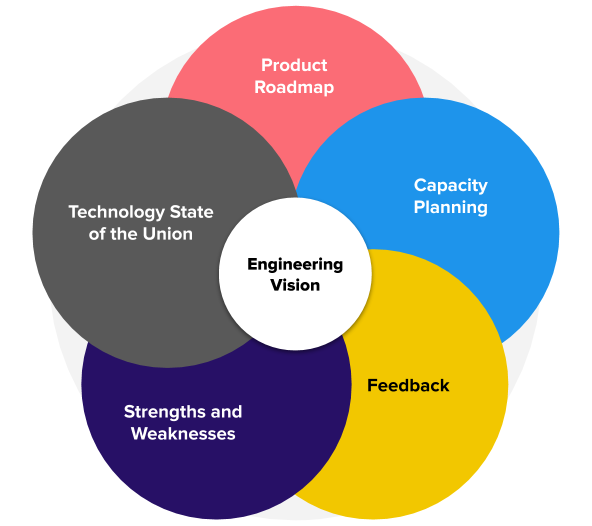 Product
Roadmap
Capacity
Planning
Technology State
of the Union
Engineering
Vision
Feedback
Strengths and
Weaknesses